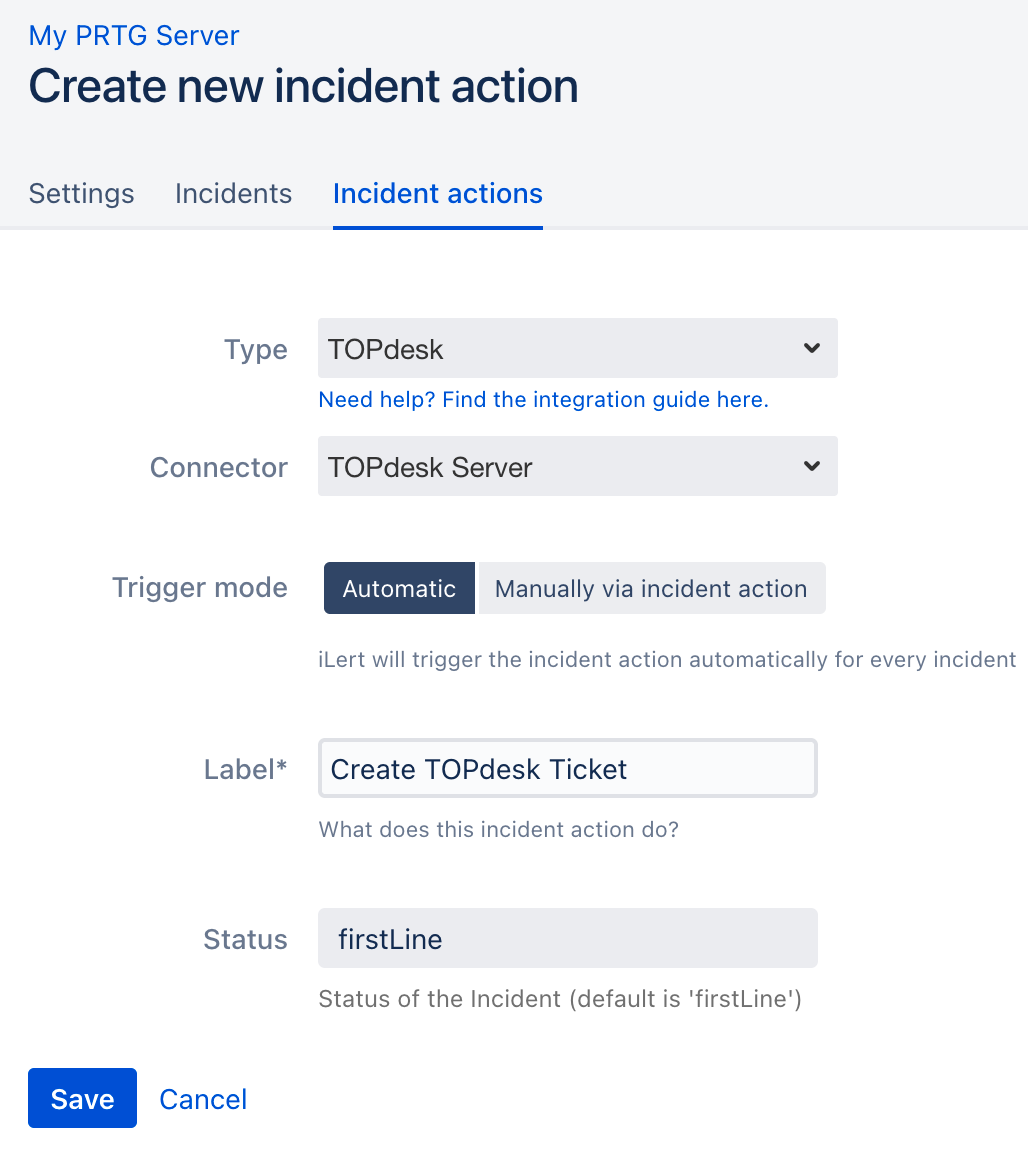 My PRTG Server
Create new incident action
Settings Incidents Incident actions
Type TOPdesk
Need help? Find the integration guide here.
Connector TOPdesk Server
Trigger mode Automatic Manually via incident action
iLert will trigger the incident action automatically for every incident
Label* Create TOPdesk Ticket
What does this incident action do?
Status firstLine
Status of the Incident (default is 'firstLine')
Save Cancel